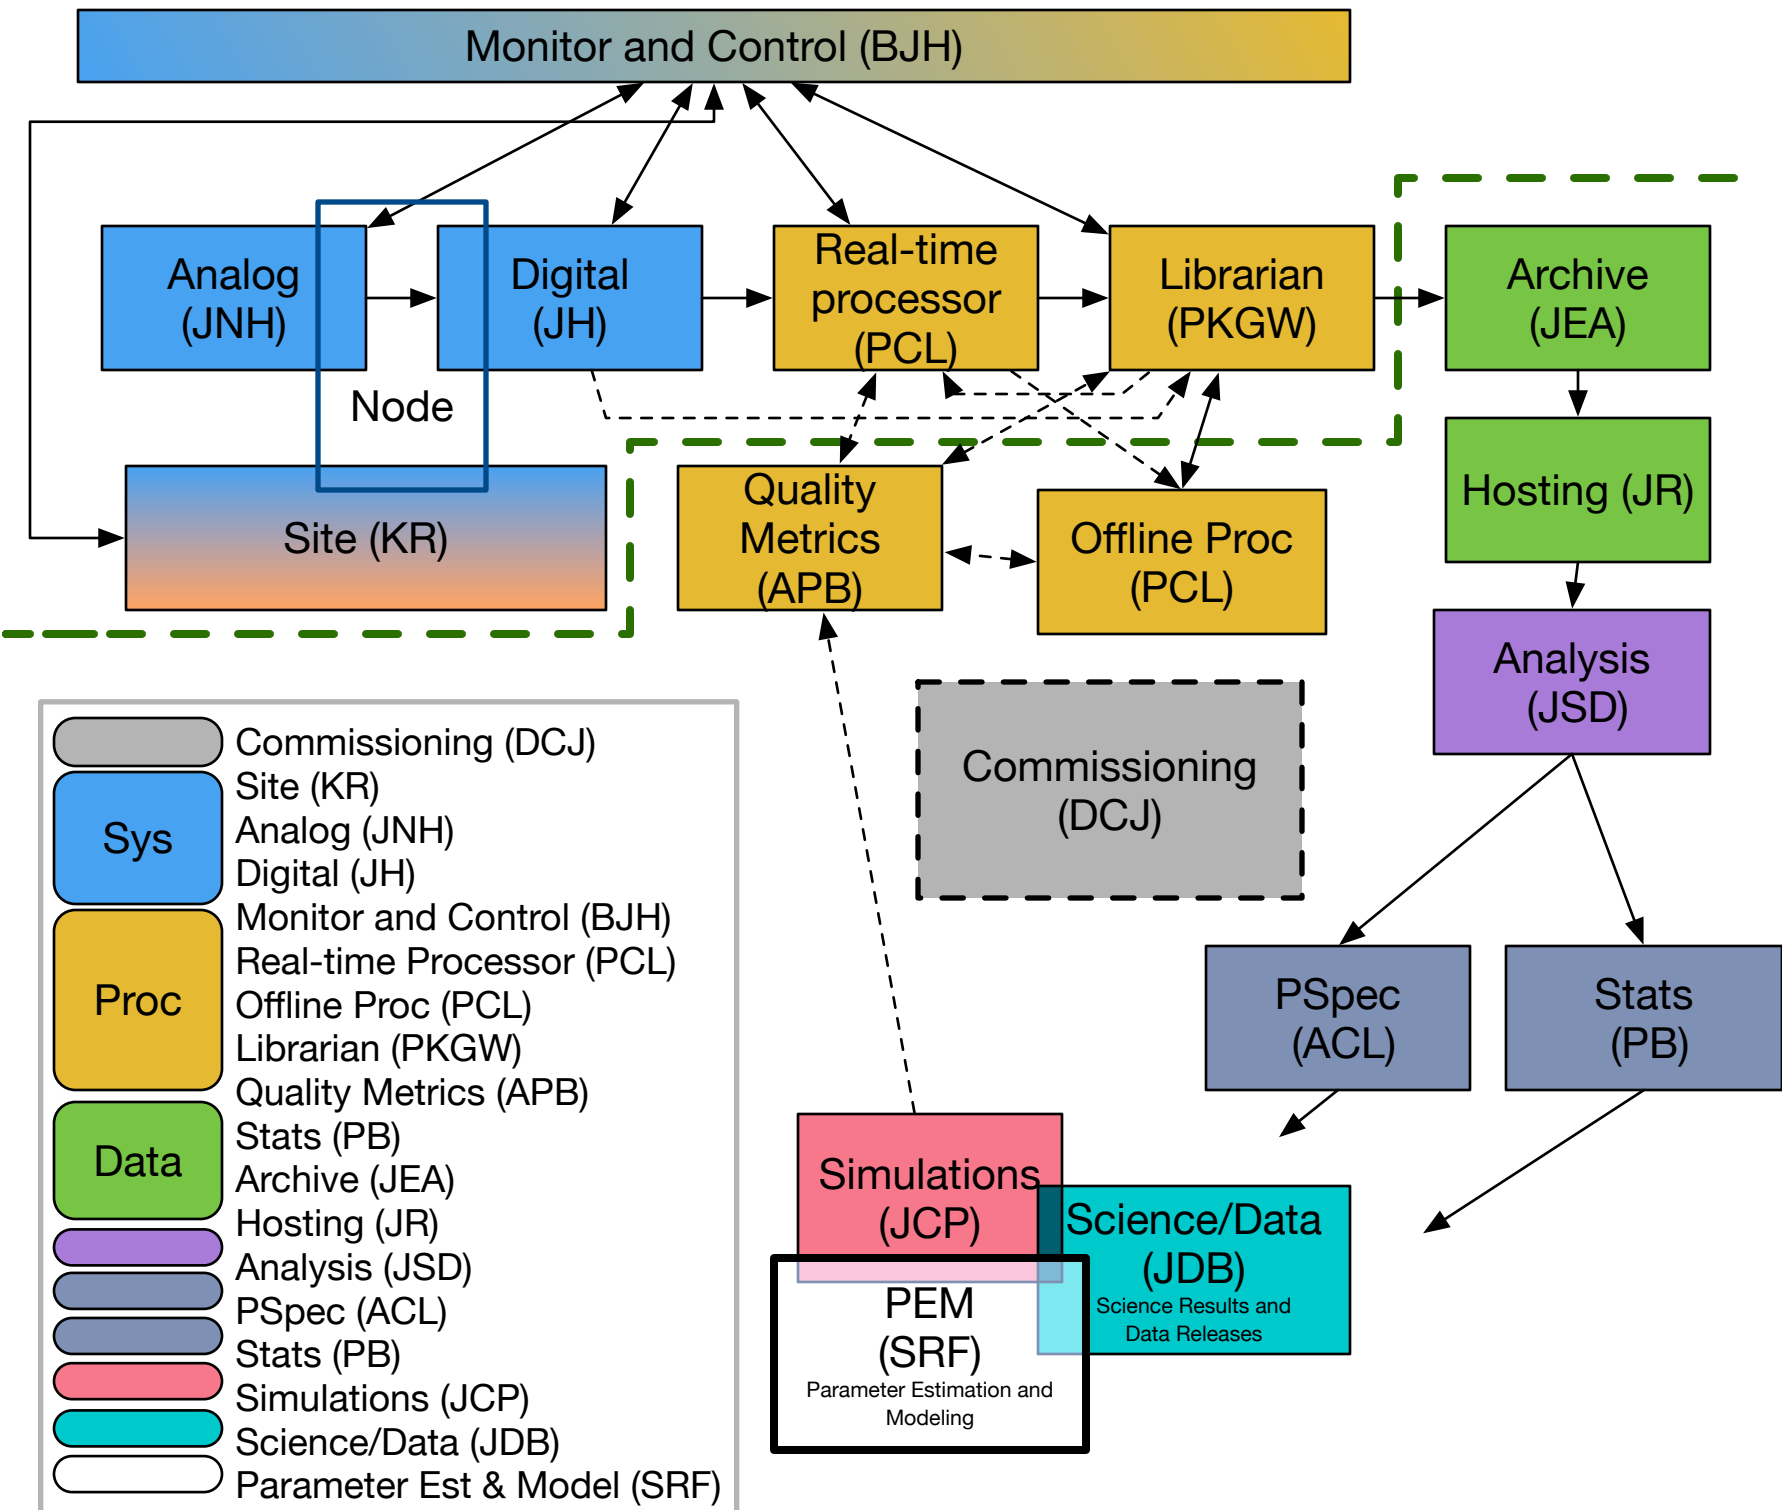 Monitor and Control (BJH)
Analog
(JNH)
Digital
(JH)
Real-time
processor
(PCL)
Librarian
(PKGW)
Archive
(JEA)
Node
Site (KR)
Quality
Metrics
(APB)
Offline Proc
(PCL)
Hosting (JR)
Analysis
(JSD)
Commissioning
(DCJ)
PSpec
(ACL)
Stats
(PB)
Simulations
(JCP)
Science/Data
(JDB)
Science Results and
Data Releases
PEM
(SRF)
Parameter Estimation and
Modeling
Sys
Proc
Data
Commissioning (DCJ)
Site (KR)
Analog (JNH)
Digital (JH)
Monitor and Control (BJH)
Real-time Processor (PCL)
Offline Proc (PCL)
Librarian (PKGW)
Quality Metrics (APB)
Stats (PB)
Archive (JEA)
Hosting (JR)
Analysis (JSD)
PSpec (ACL)
Stats (PB)
Simulations (JCP)
Science/Data (JDB)
Parameter Est & Model (SRF)